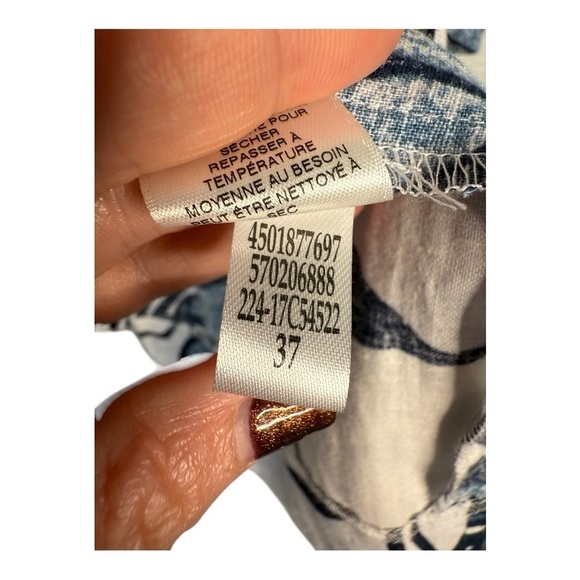 POUR
SÉCHER
REPASSER À
TEMPÉRATURE
MOYENNE AU BESOIN
PEUT ÊTRE NETTOYÉ À
SEC
4501877697
570206888
224-17C54522
37